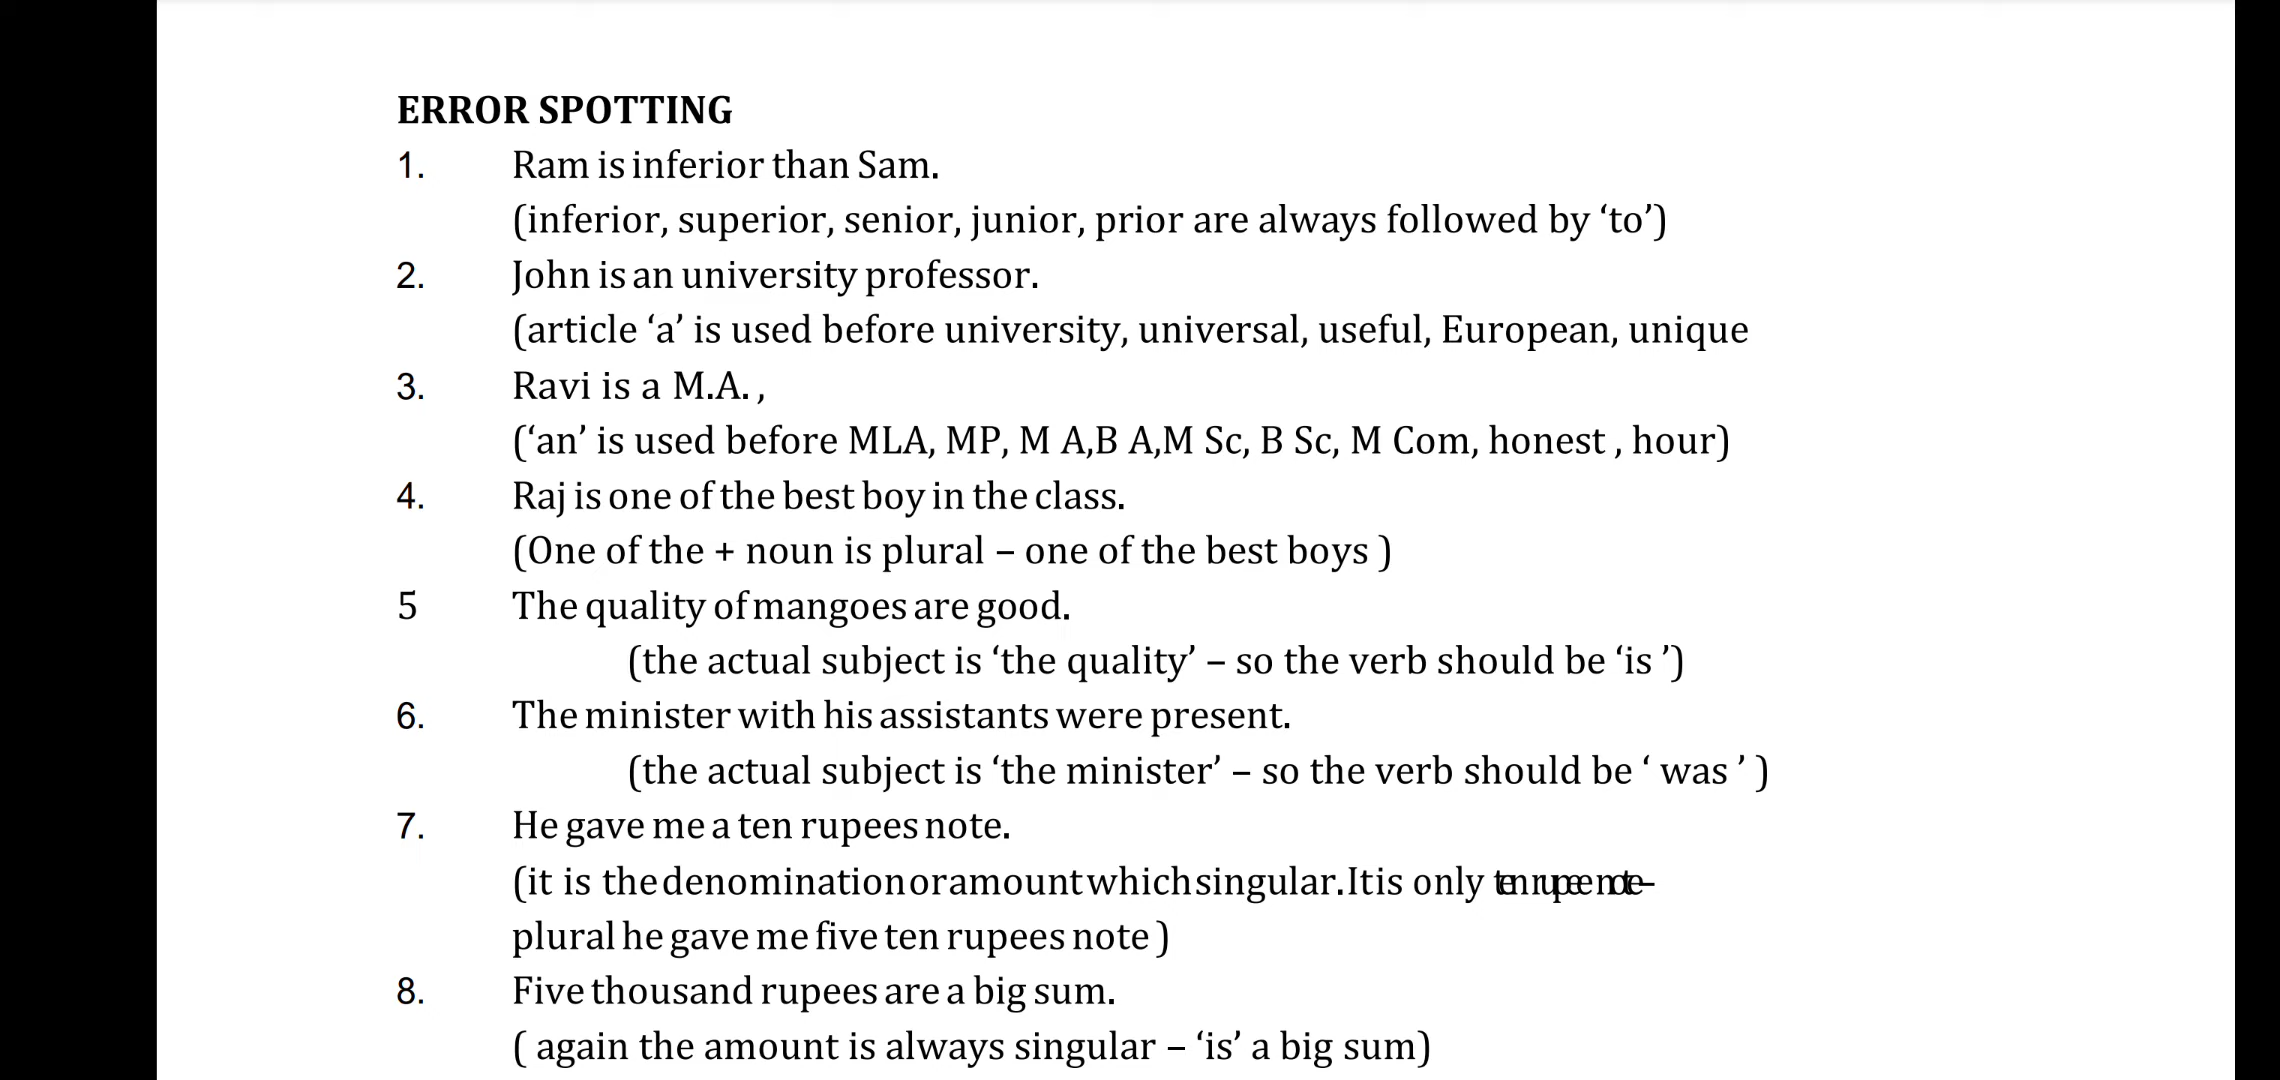 ERROR SPOTTING
1. Ram is inferior than Sam.
(inferior, superior, senior, junior, prior are always followed by ‘to’)
2. John is an university professor.
(article ‘a’ is used before university, universal, useful, European, unique
3. Ravi is a M.A. ,
(‘an’ is used before MLA, MP, M A,B A,M Sc, B Sc, M Com, honest , hour)
4. Raj is one of the best boy in the class.
(One of the + noun is plural – one of the best boys )
5 The quality of mangoes are good.
(the actual subject is ‘the quality’ – so the verb should be ‘is ’)
6. The minister with his assistants were present.
(the actual subject is ‘the minister’ – so the verb should be ‘ was ’ )
7. He gave me a ten rupees note.
(it is the denomination or amount which singular. It is only
plural he gave me five ten rupees note )
8. Five thousand rupees are a big sum.
( again the amount is always singular – ‘is’ a big sum)